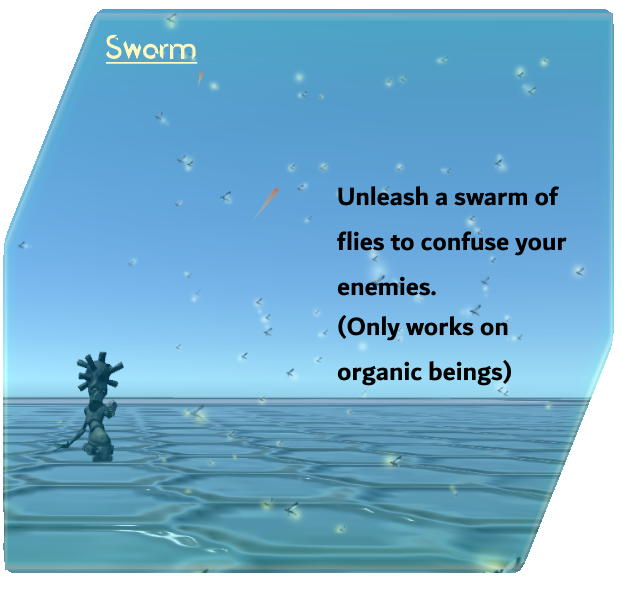 Sworm
Unleash a swarm of
flies to confuse your
enemies.
(Only works on
organic beings)